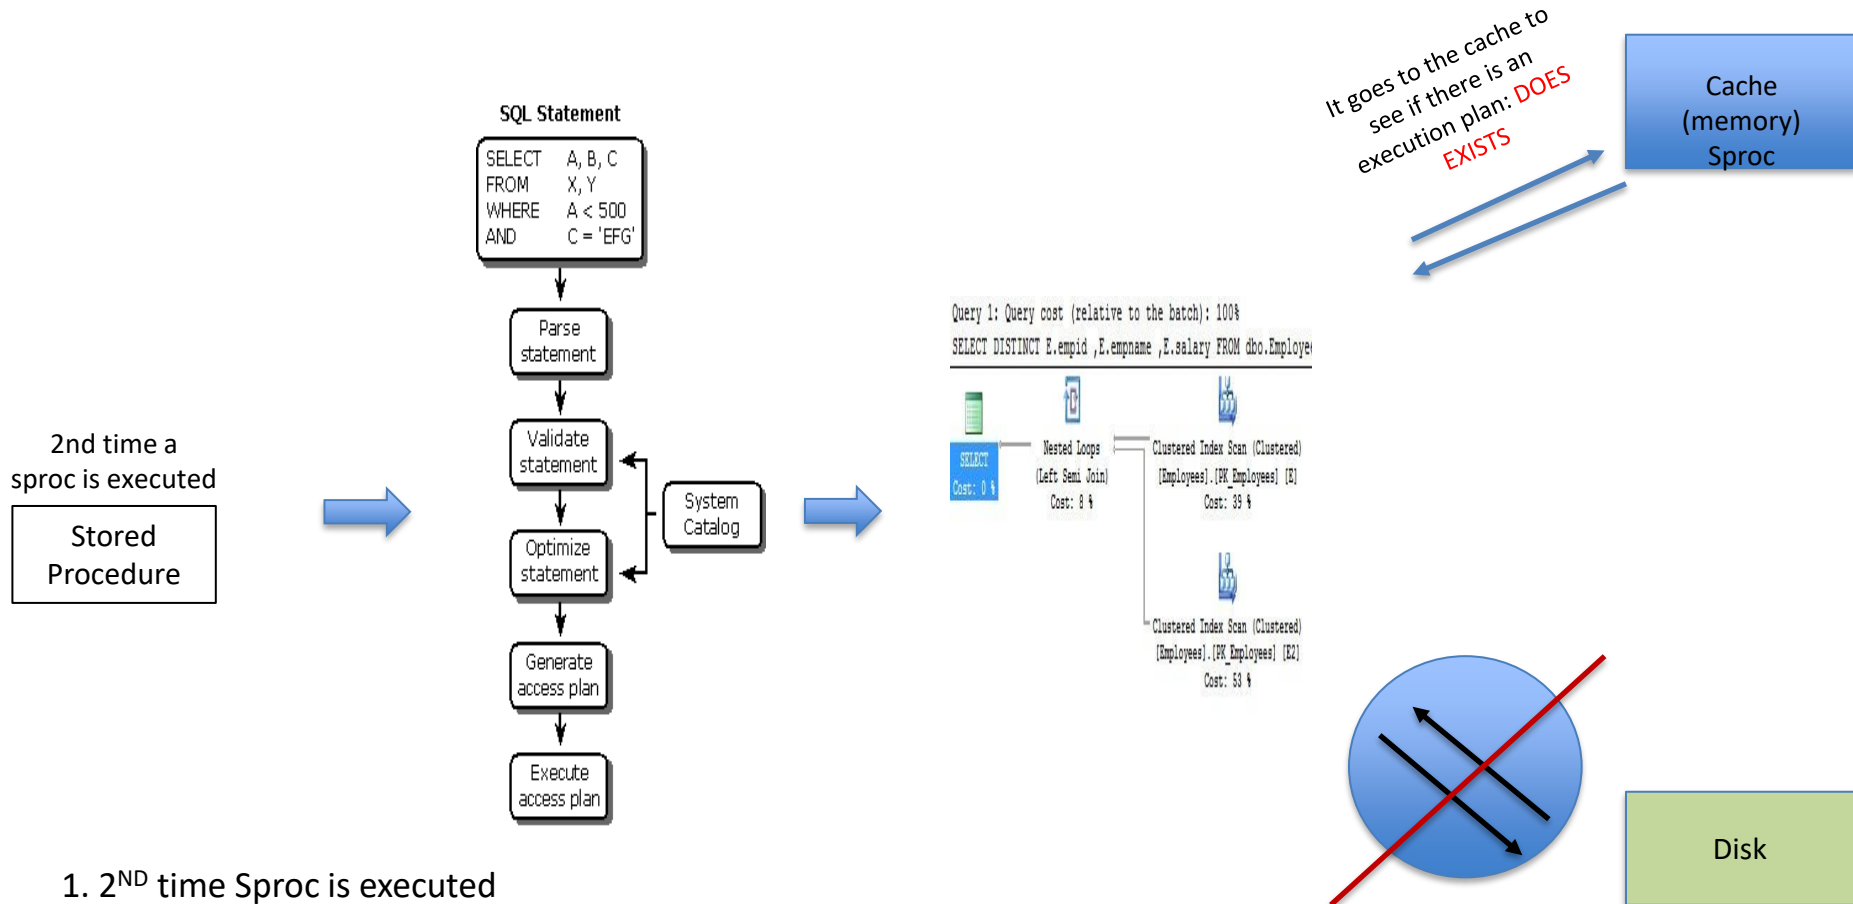 It goes to the cache to
see if there is an
execution plan: DOES
EXISTS
Cache
(memory)
Sproc
SQL Statement
SELECT A, B, C
FROM X, Y
WHERE A < 500
AND C = 'EFG'
Parse
statement
Validate
statement
System
Catalog
Optimize
statement
Generate
access plan
Execute
access plan
2nd time a
sproc is executed
Stored
Procedure
Query 1: Query cost (relative to the batch): 100%
SELECT DISTINCT E.empid ,E.empname ,E.salary FROM dbo.Employee
SELECT
Cost: 0 %
Nested Loops
(Left Semi Join)
Cost: 8 %
Clustered Index Scan (Clustered)
[Employees].[PK_Employees] [E]
Cost: 39 %
Clustered Index Scan (Clustered)
[Employees].[PK_Employees] [E2]
Cost: 53 %
Disk
1. 2ND time Sproc is executed